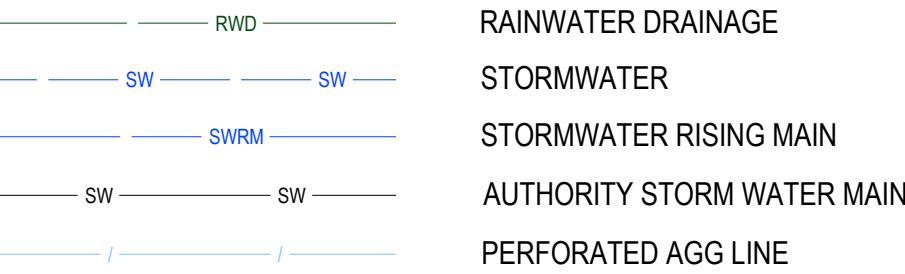 RWD RAINWATER DRAINAGE
SW SW STORMWATER
SWRM STORMWATER RISING MAIN
SW SW AUTHORITY STORM WATER MAIN
/ / PERFORATED AGG LINE